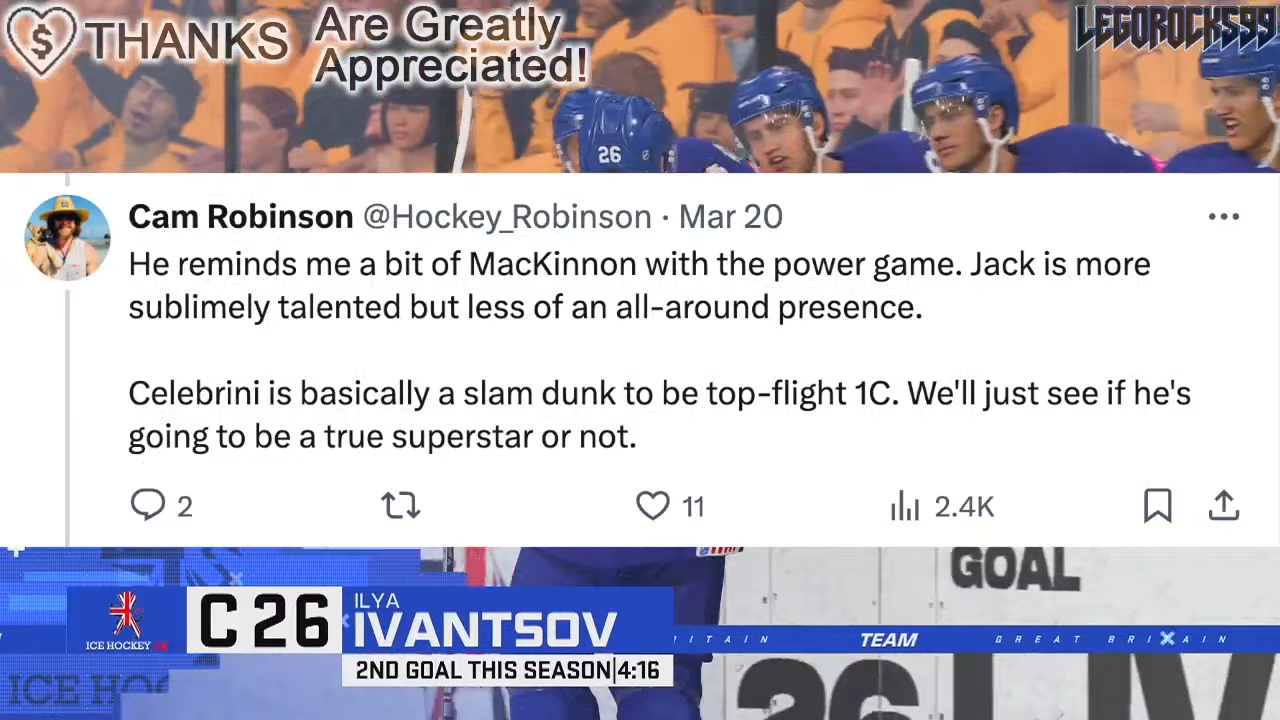 $ THANKS
Are Greatly
Appreciated!
LEGOROCKS99
26
Cam Robinson @Hockey_Robinson · Mar 20
He reminds me a bit of MacKinnon with the power game. Jack is more
sublimely talented but less of an all-around presence.
Celebrini is basically a slam dunk to be top-flight 1C. We'll just see if he's
going to be a true superstar or not.
2
11
2.4K
GOAL
ICE HOCKEY UK
C 26
ILYA
IVANTSOV
2ND GOAL THIS SEASON|4:16
TEAM
GREAT BRITAIN
26